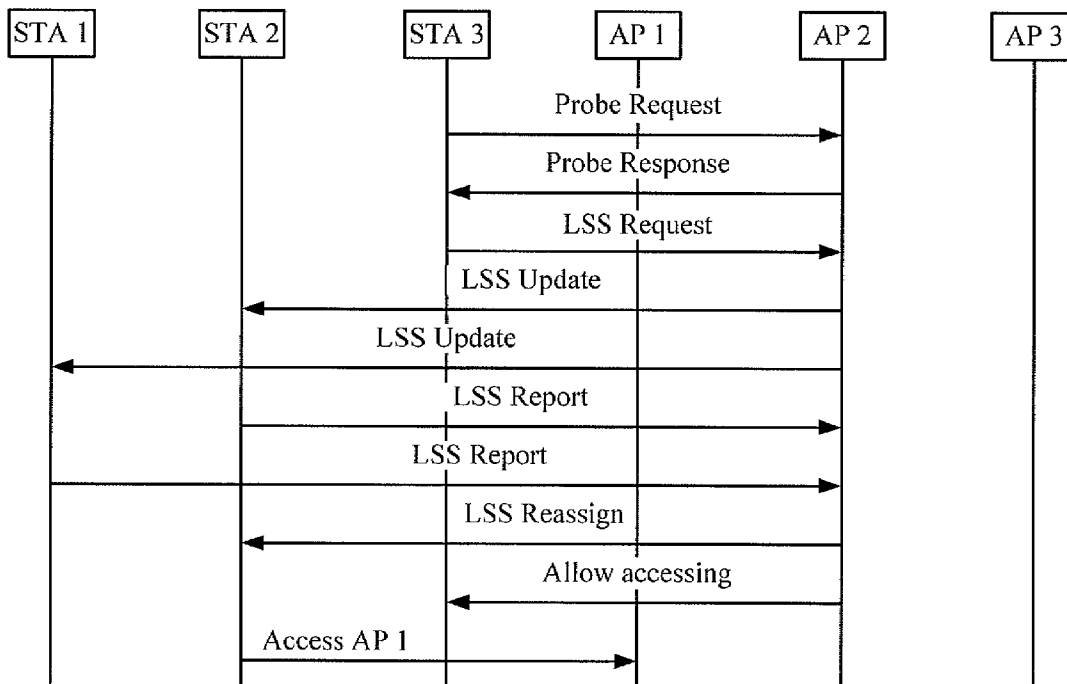 STA 1
STA 2
STA 3
AP 1
AP 2
AP 3
Probe Request
Probe Response
LSS Request
LSS Update
LSS Update
LSS Report
LSS Report
LSS Reassign
Allow accessing
Access AP 1